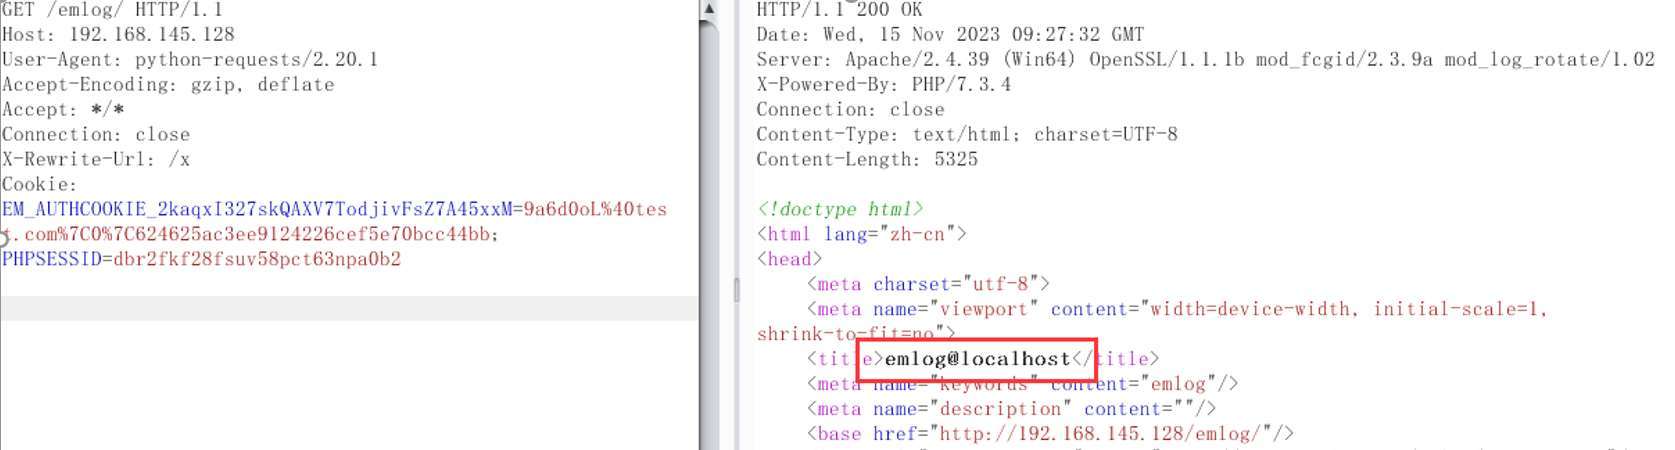 GET /emlog/ HTTP/1.1
Host: 192.168.145.128
User-Agent: python-requests/2.20.1
Accept-Encoding: gzip, deflate
Accept: */*
Connection: close
X-Rewrite-Url: /x
Cookie:
EM_AUTHCOOKIE_2kaqxI327skQAXV7TodjivFsZ7A45xxM=9a6d0oL%40tes
t.com%7C0%7C624625ac3ee9124226cef5e70bcc44bb;
PHPSESSID=dbr2fkf28fsuv58pct63npa0b2
HTTP/1.1 200 OK
Date: Wed, 15 Nov 2023 09:27:32 GMT
Server: Apache/2.4.39 (Win64) OpenSSL/1.1.1b mod_fcgid/2.3.9a mod_log_rotate/1.02
X-Powered-By: PHP/7.3.4
Connection: close
Content-Type: text/html; charset=UTF-8
Content-Length: 5325
<!doctype html>
<html lang="zh-cn">
<head>
<meta charset="utf-8">
<meta name="viewport" content="width=device-width, initial-scale=1,
shrink-to-fit=no">
<title>emlog@localhost</title>
<meta name="keywords" content="emlog"/>
<meta name="description" content=""/>
<base href="http://192.168.145.128/emlog/"/>